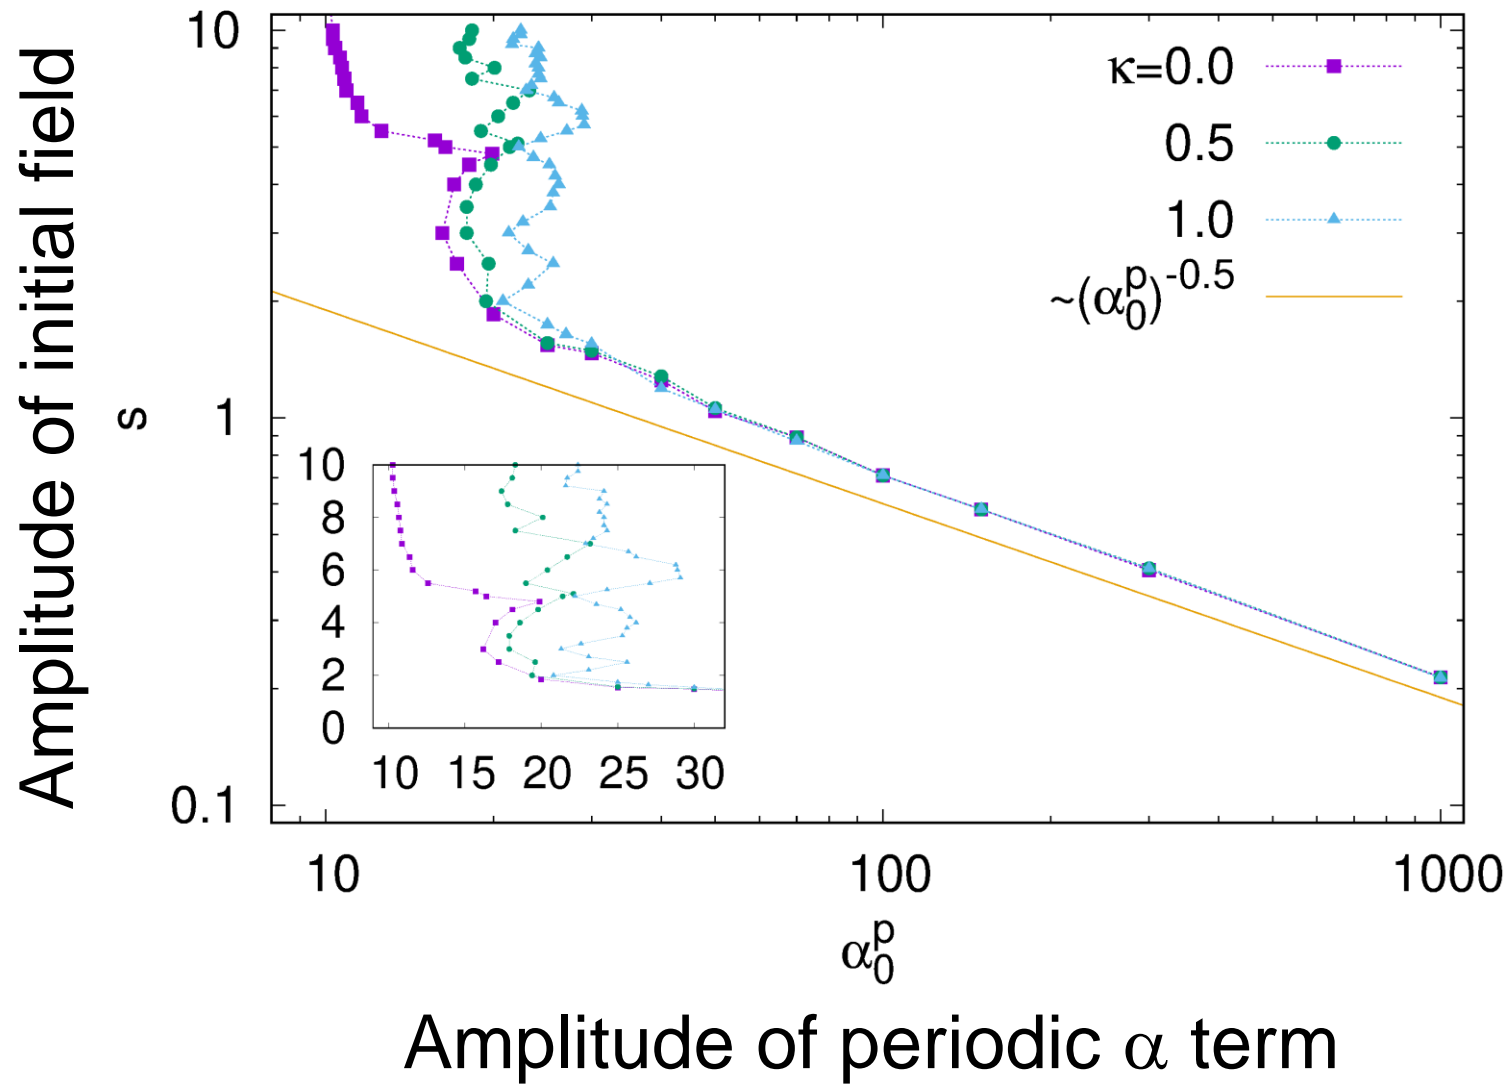 Amplitude of initial field
s
10
1
0.1
κ=0.0
0.5
1.0
~(α₀ᵖ)⁻⁰·⁵
10
8
6
4
2
0
10 15 20 25 30
10 100 1000
α₀ᵖ
Amplitude of periodic α term